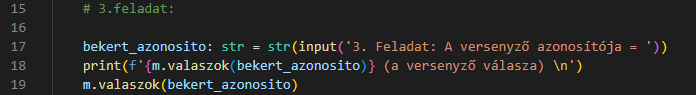 15 # 3.feladat:
16
17 bekert_azonosito: str = str(input('3. Feladat: A versenyző azonosítója = '))
18 print(f'{m.valaszok(bekert_azonosito)} (a versenyző válasza) \n')
19 m.valaszok(bekert_azonosito)